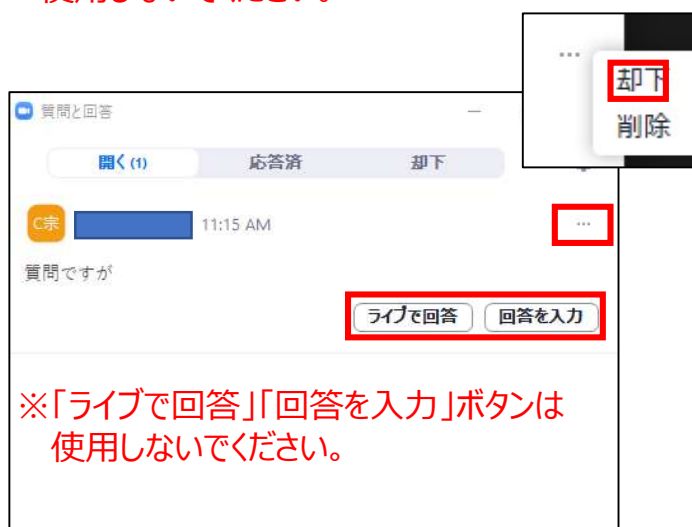 使用しないでください。
…
却下
削除
質問と回答
開く (1) 応答済 却下
C宗 11:15 AM …
質問ですが
ライブで回答 回答を入力
※「ライブで回答」「回答を入力」ボタンは
使用しないでください。